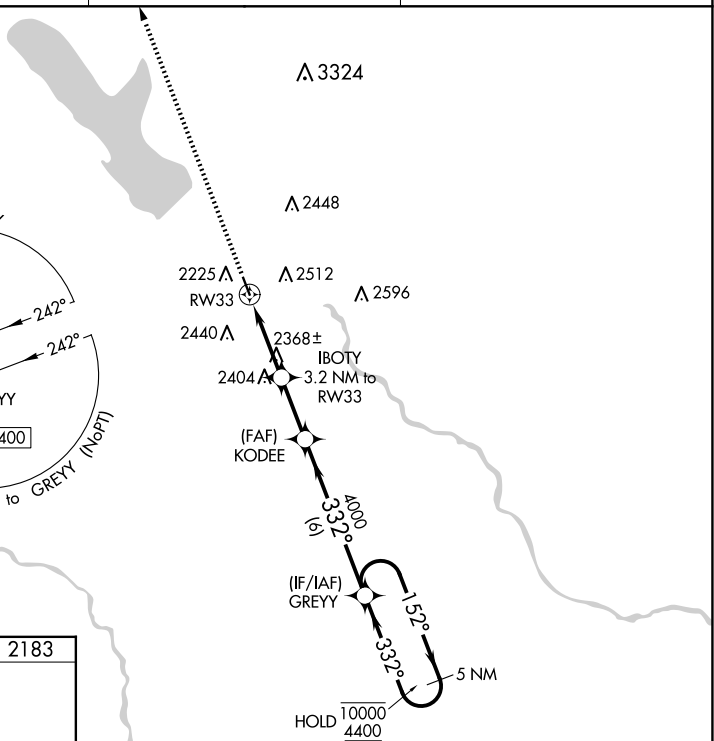 3324
2448
2225
2512
RW33
2596
242°
2440
2368±
242°
IBOTY
2404
3.2 NM to
RW33
YY
(FAF)
KODEE
400
to GREYY (NoPT)
4000
332°
(6)
(IF/IAF)
GREYY
152°
332°
2183
5 NM
HOLD 10000
4400